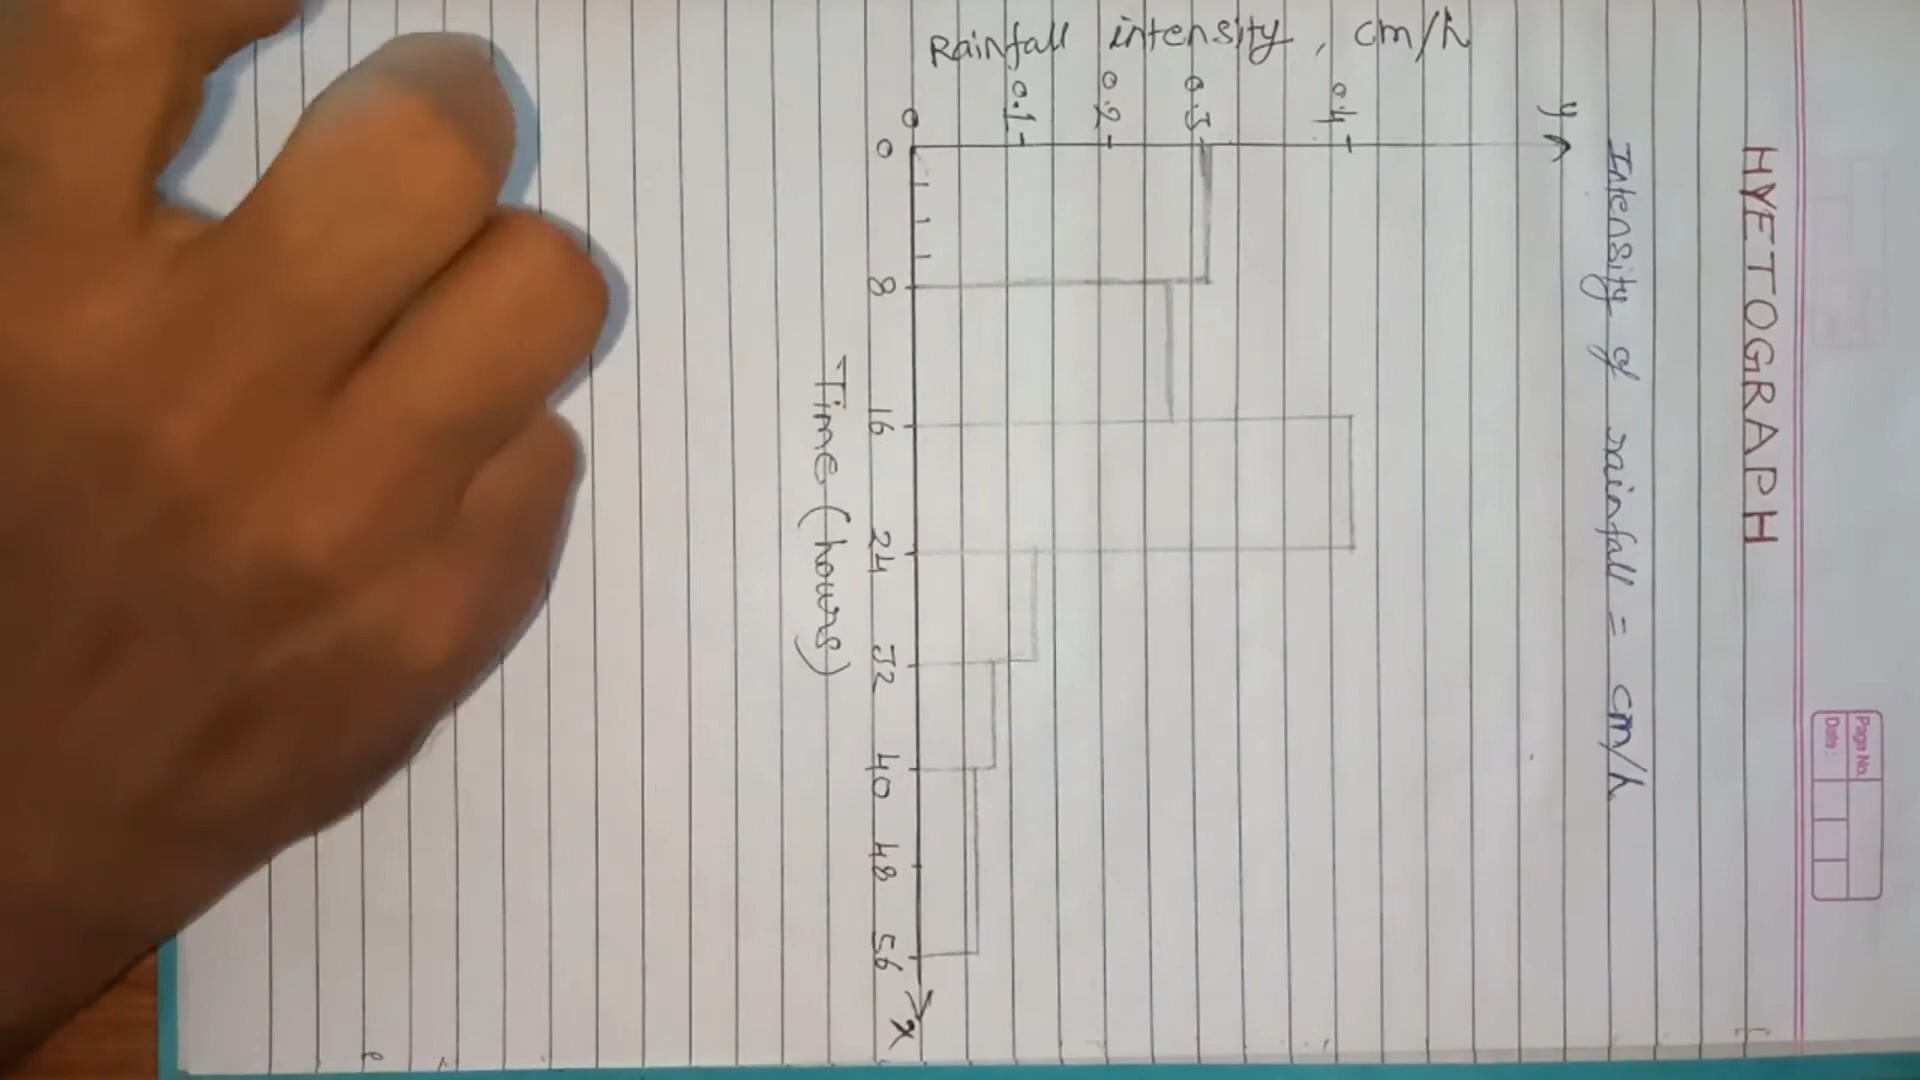 Page No.
Date:
HYETOGRAPH
Intensity of rainfall = cm/h
y
0.4
0.3
0.2
0.1
0
Rainfall intensity, cm/h
0 8 16 24 32 40 48 56
x
Time (hours)